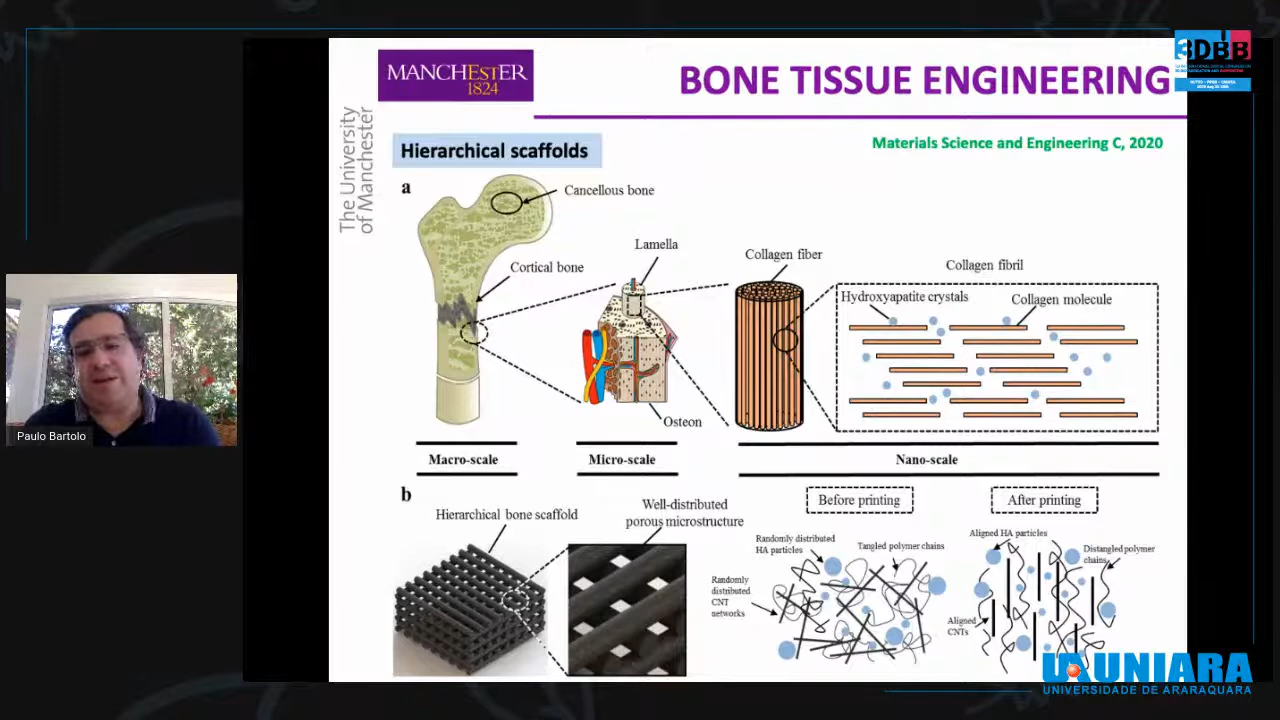 MANCHESTER
1824
The University
of Manchester
BONE TISSUE ENGINEERING
3DBB
Hierarchical scaffolds
Materials Science and Engineering C, 2020
a
Cancellous bone
Cortical bone
Lamella
Osteon
Collagen fiber
Collagen fibril
Hydroxyapatite crystals
Collagen molecule
Macro-scale
Micro-scale
Nano-scale
b
Hierarchical bone scaffold
Well-distributed
porous microstructure
Before printing
After printing
Randomly distributed
HA particles
Tangled polymer chains
Randomly
distributed
CNT
networks
Aligned HA particles
Distangled polymer
chains
Aligned
CNTs
Paulo Bartolo
UNIARA
UNIVERSIDADE DE ARARAQUARA